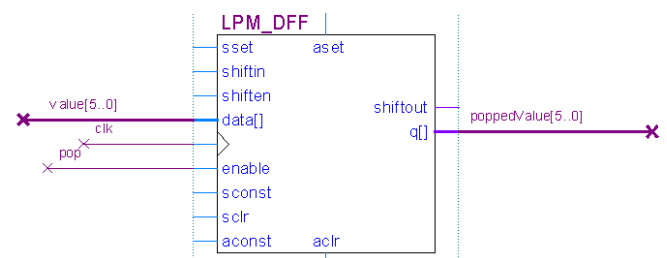 LPM_DFF
sset aset
shiftin
shiften
value[5..0]
data[]
shiftout
poppedValue[5..0]
clk
q[]
pop
enable
sconst
sclr
aconst aclr